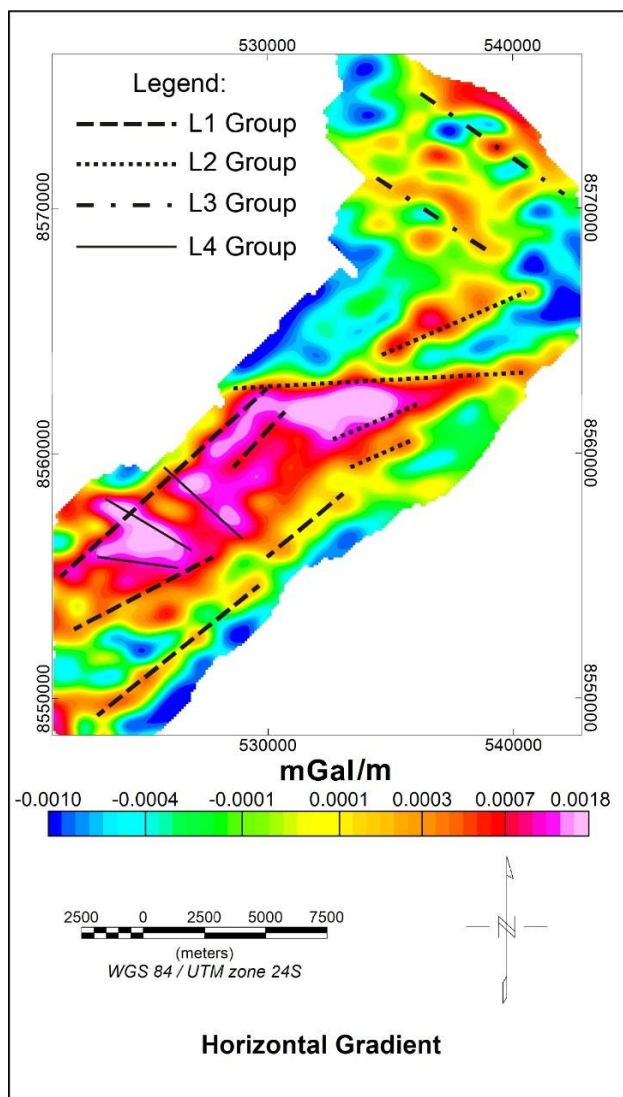 530000 540000
Legend:
L1 Group
L2 Group
L3 Group
L4 Group
8570000 8570000
8560000 8560000
8550000 8550000
530000 540000
mGal/m
-0.0010 -0.0004 -0.0001 0.0001 0.0003 0.0007 0.0018
2500 0 2500 5000 7500
(meters)
WGS 84 / UTM zone 24S
N
Horizontal Gradient